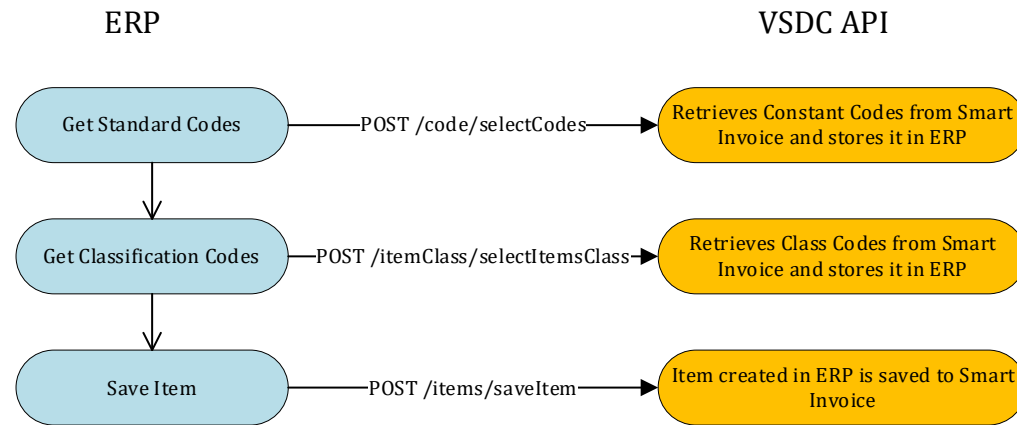 ERP
VSDC API
Get Standard Codes
POST /code/selectCodes
Retrieves Constant Codes from Smart
Invoice and stores it in ERP
Get Classification Codes
POST /itemClass/selectItemsClass
Retrieves Class Codes from Smart
Invoice and stores it in ERP
Save Item
POST /items/saveItem
Item created in ERP is saved to Smart
Invoice